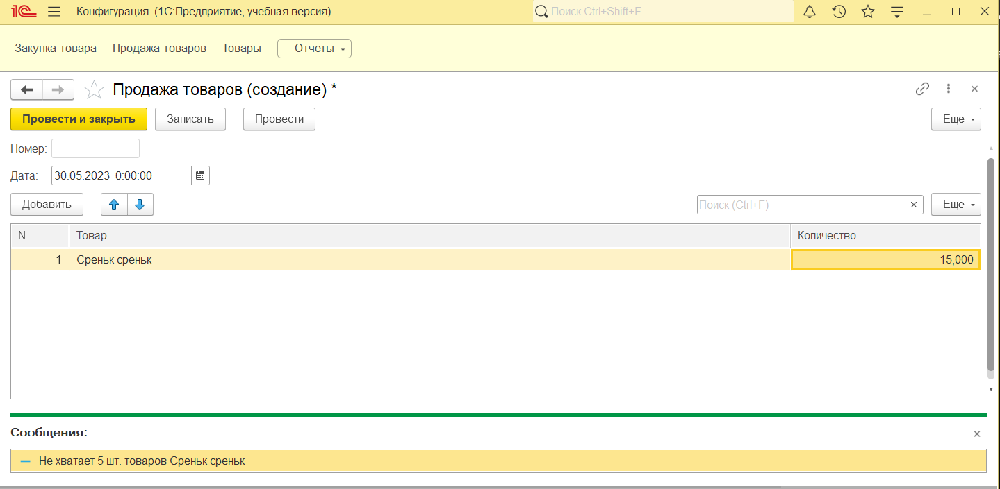 1С Конфигурация (1С:Предприятие, учебная версия) Поиск Ctrl+Shift+F
Закупка товара Продажа товаров Товары Отчеты
Продажа товаров (создание) *
Провести и закрыть Записать Провести Еще
Номер:
Дата: 30.05.2023 0:00:00
Добавить Поиск (Ctrl+F) Еще
N Товар Количество
1 Среньк среньк 15,000
Сообщения:
Не хватает 5 шт. товаров Среньк среньк